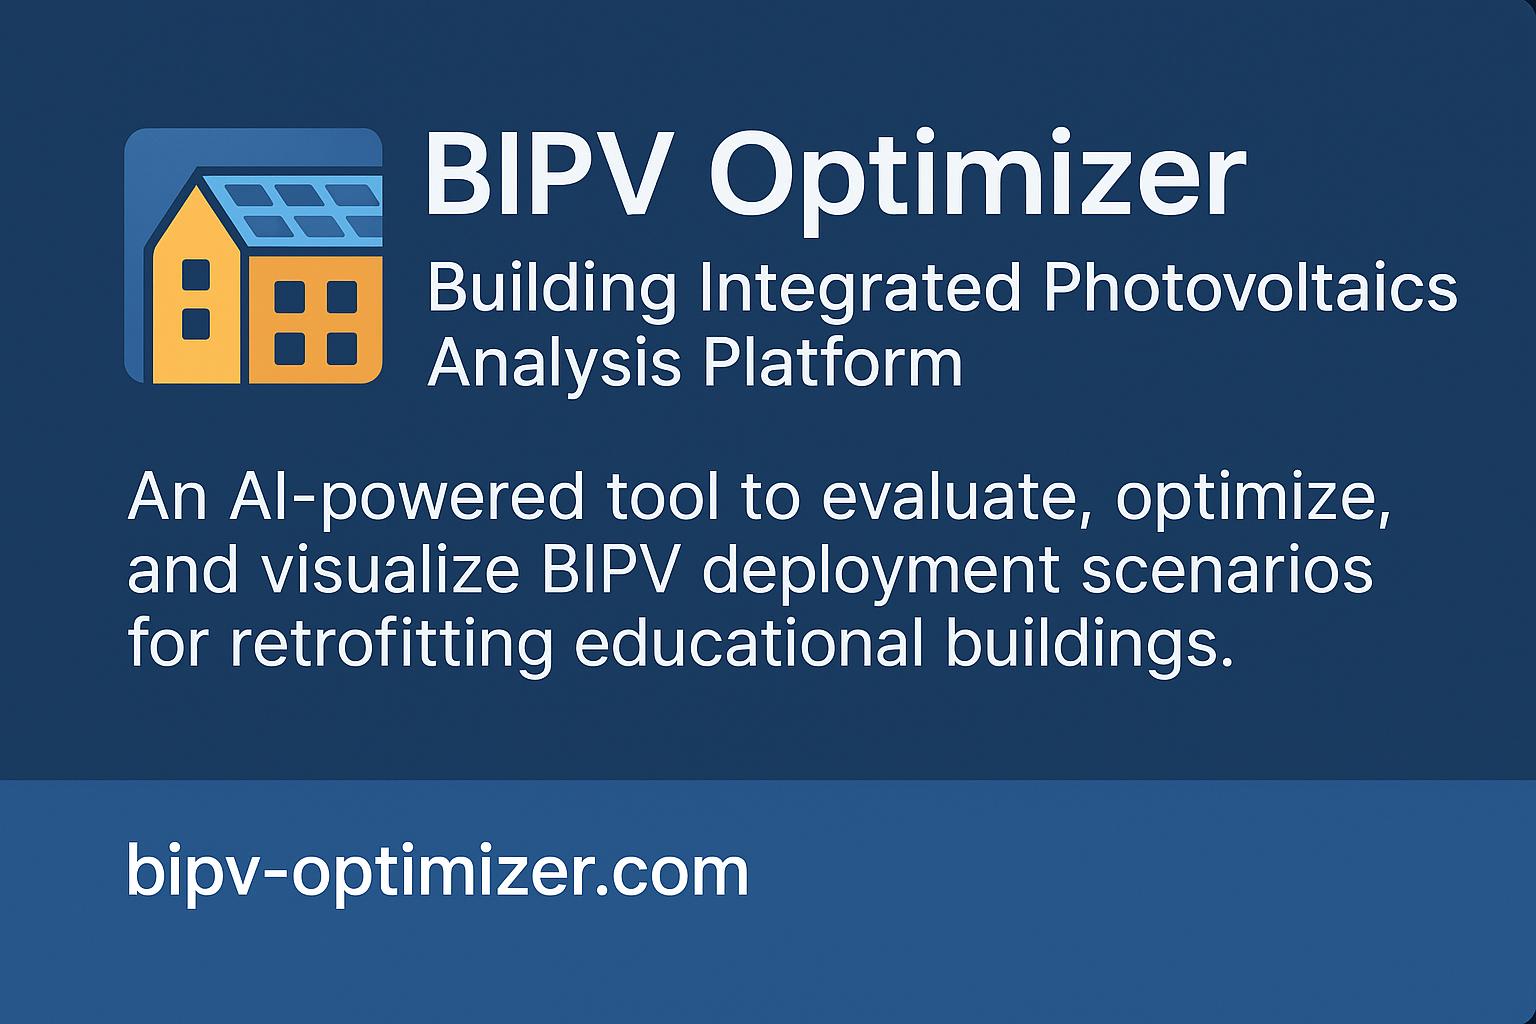 BIPV Optimizer
Building Integrated Photovoltaics
Analysis Platform
An AI-powered tool to evaluate, optimize,
and visualize BIPV deployment scenarios
for retrofitting educational buildings.
bipv-optimizer.com